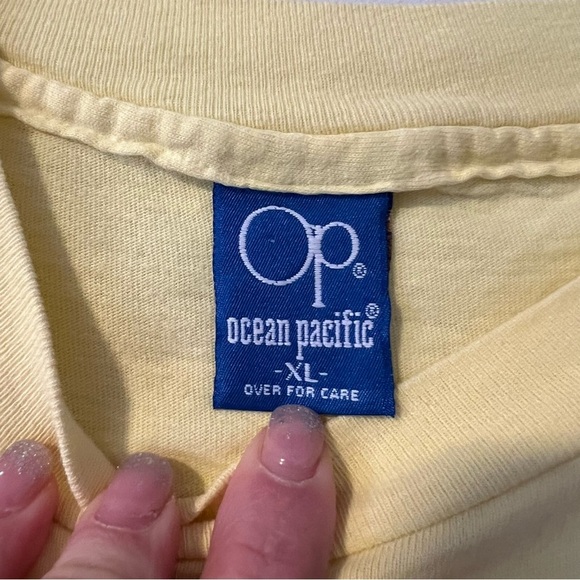 Op®
ocean pacific®
-XL-
OVER FOR CARE